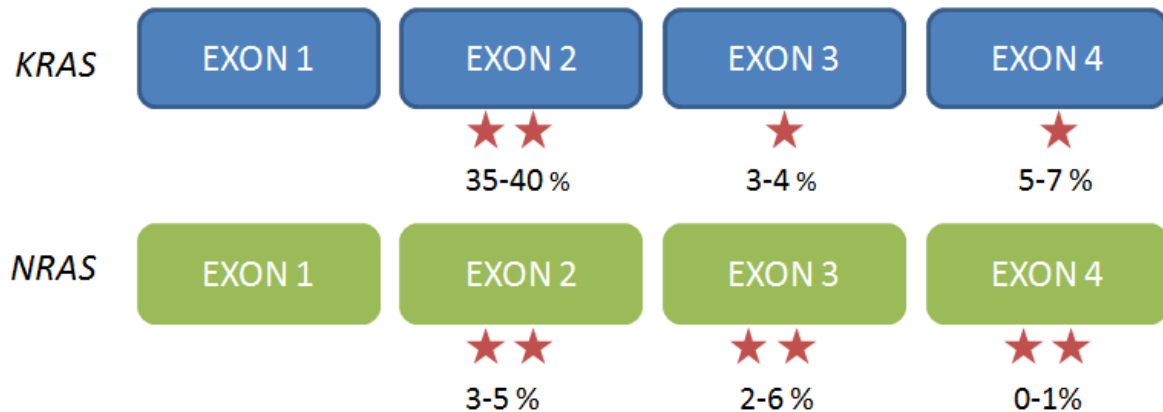 KRAS EXON 1 EXON 2 EXON 3 EXON 4
35-40 % 3-4 % 5-7 %
NRAS EXON 1 EXON 2 EXON 3 EXON 4
3-5 % 2-6 % 0-1%